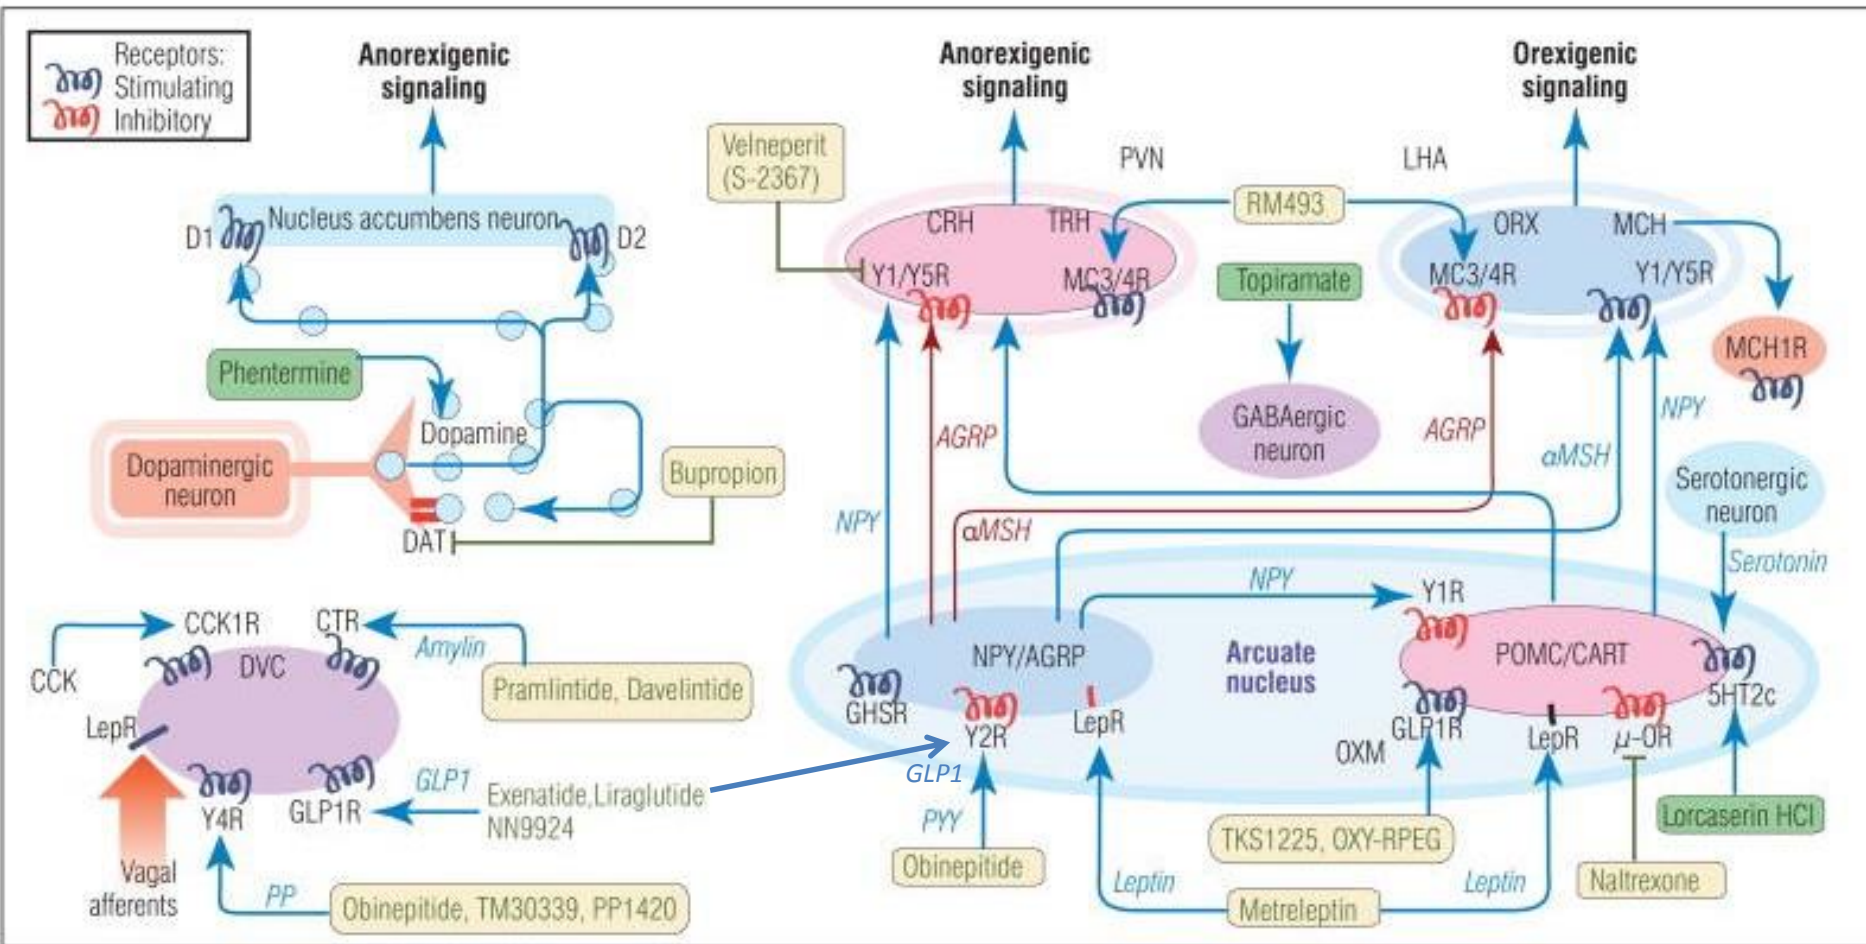 Receptors:
Stimulating
Inhibitory
Anorexigenic
signaling
Nucleus accumbens neuron
D1
D2
Phentermine
Dopamine
Dopaminergic
neuron
Bupropion
DAT
CCK1R
CTR
CCK
DVC
Amylin
Pramlintide, Davelintide
LepR
Y4R
GLP1R
GLP1
Exenatide,Liraglutide
NN9924
Vagal
afferents
PP
Obinepitide, TM30339, PP1420
Anorexigenic
signaling
Orexigenic
signaling
Velneperit
(S-2367)
PVN
LHA
RM493
CRH
TRH
Y1/Y5R
MC3/4R
ORX
MCH
MC3/4R
Y1/Y5R
Topiramate
MCH1R
GABAergic
neuron
AGRP
AGRP
NPY
αMSH
Serotonergic
neuron
NPY
αMSH
Serotonin
NPY
Y1R
NPY/AGRP
Arcuate
nucleus
POMC/CART
GHSR
Y2R
LepR
GLP1R
OXM
LepR
μ-OR
5HT2c
GLP1
PYY
Obinepitide
TKS1225, OXY-RPEG
Lorcaserin HCl
Leptin
Metreleptin
Leptin
Naltrexone